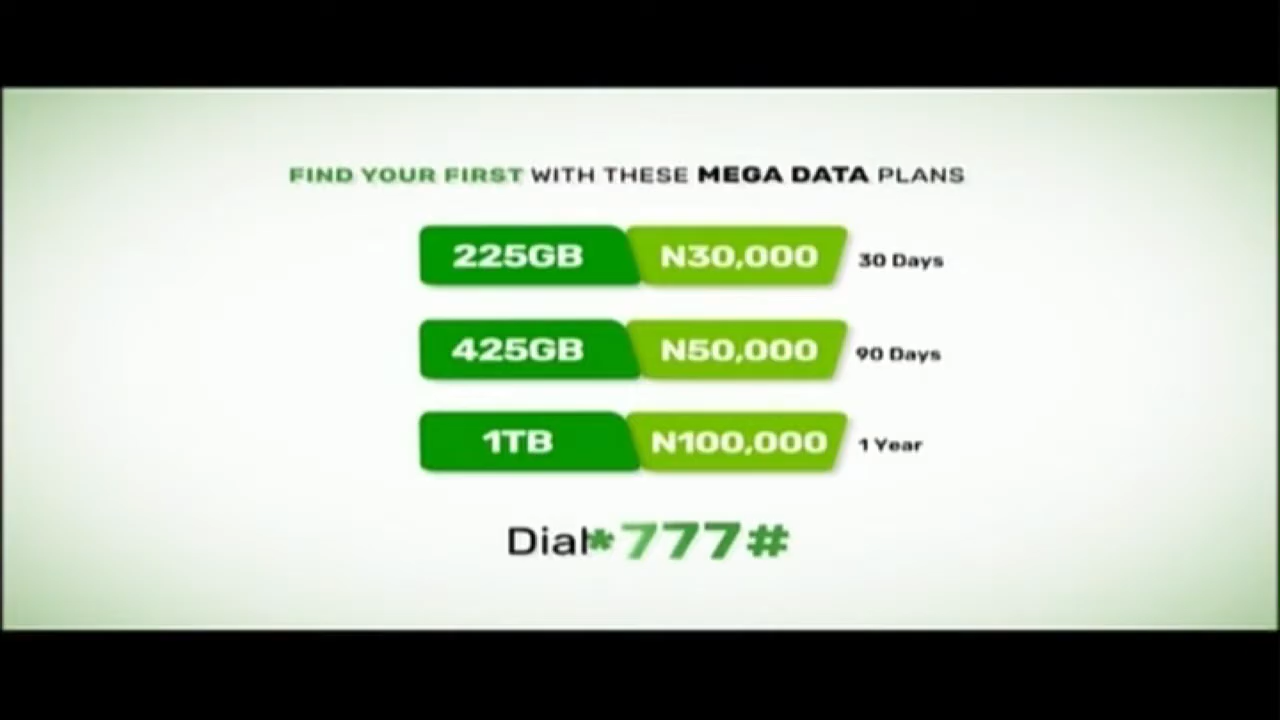 FIND YOUR FIRST WITH THESE MEGA DATA PLANS
225GB N30,000 30 Days
425GB N50,000 90 Days
1TB N100,000 1 Year
Dial*777#